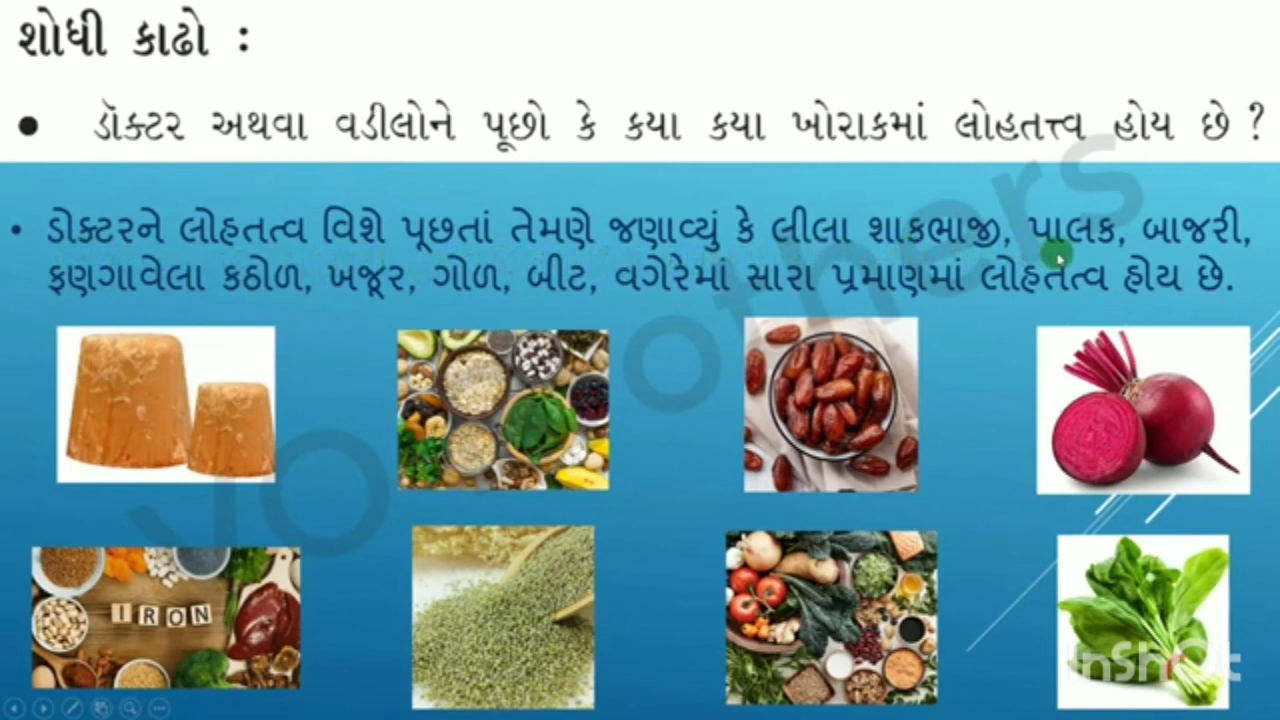 શોધી કાઢો :
• ડૉક્ટર અથવા વડીલોને પૂછો કે કયા કયા ખોરાકમાં લોહતત્ત્વ હોય છે ?
• ડોક્ટરને લોહતત્વ વિશે પૂછતાં તેમણે જણાવ્યું કે લીલા શાકભાજી, પાલક, બાજરી,
ફણગાવેલા કઠોળ, ખજૂર, ગોળ, બીટ, વગેરેમાં સારા પ્રમાણમાં લોહતત્વ હોય છે.
IRON
InShOt